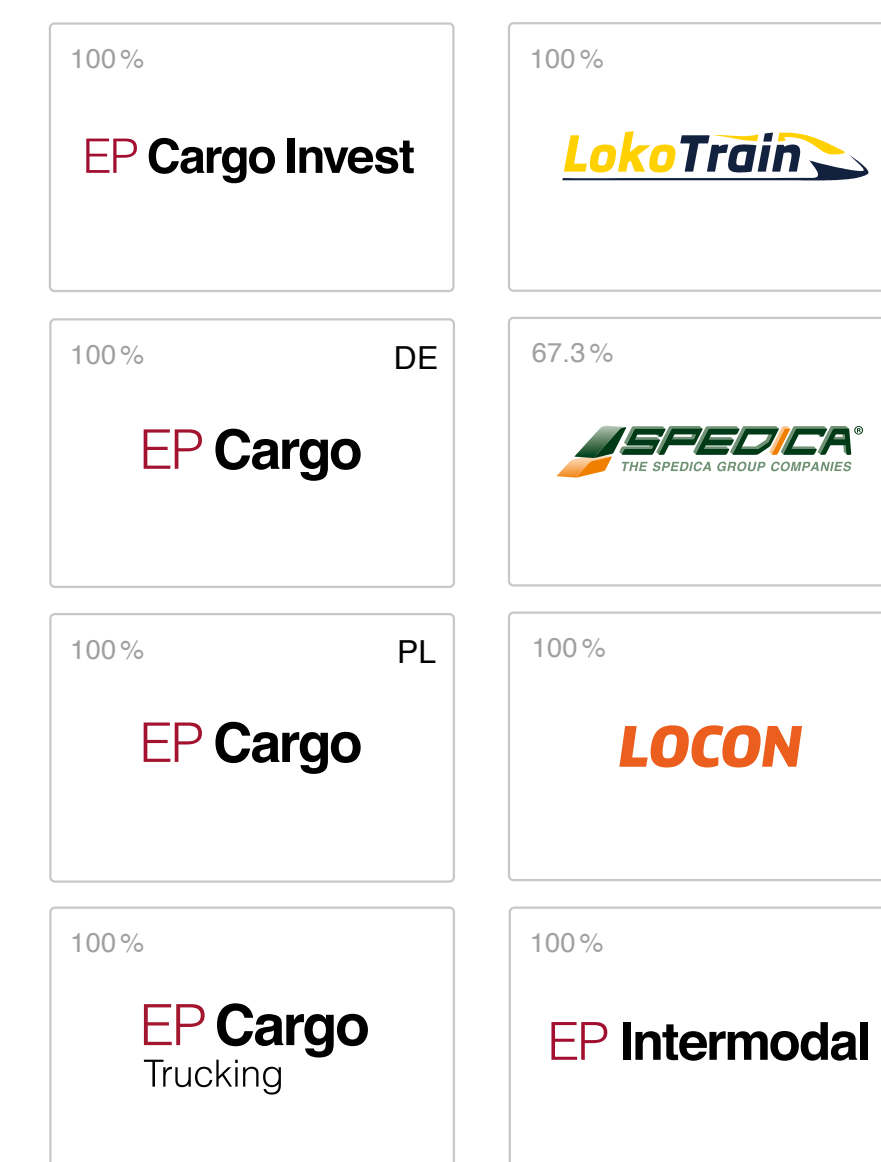 100 %
EP Cargo Invest
100 %
LokoTrain
100 % DE
EP Cargo
67.3 %
SPEDICA®
THE SPEDICA GROUP COMPANIES
100 % PL
EP Cargo
100 %
LOCON
100 %
EP Cargo
Trucking
100 %
EP Intermodal